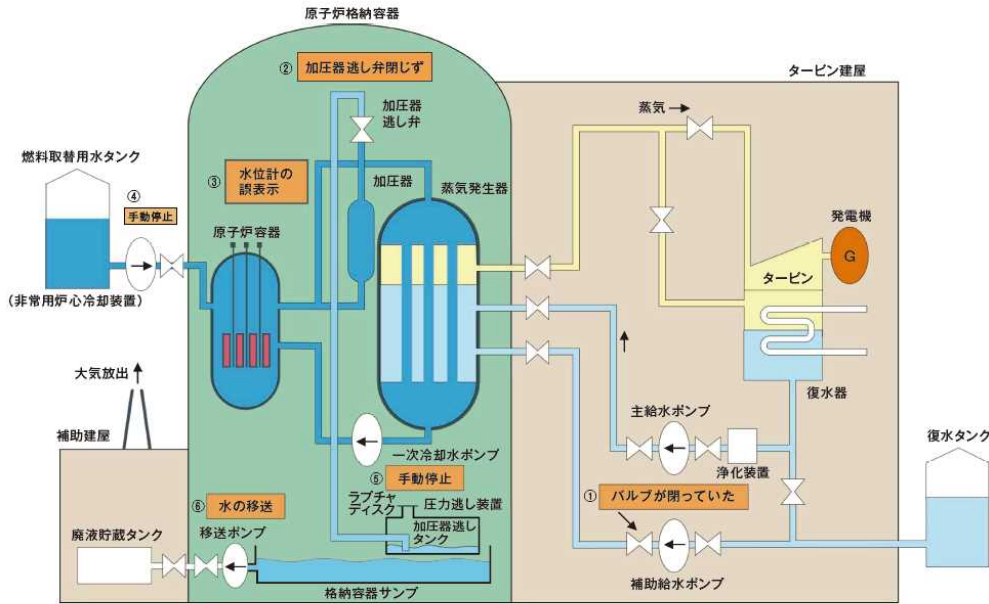 原子炉格納容器
② 加圧器逃し弁閉じず
タービン建屋
加圧器
逃し弁
蒸気
燃料取替用水タンク
④
手動停止
③ 水位計の
誤表示
加圧器
蒸気発生器
原子炉容器
発電機
G
タービン
(非常用炉心冷却装置)
大気放出
補助建屋
復水器
主給水ポンプ
復水タンク
浄化装置
一次冷却水ポンプ
⑤ 手動停止
① バルブが閉っていた
⑥ 水の移送
ラプチャ
ディスク
圧力逃し装置
加圧器逃し
タンク
廃液貯蔵タンク
移送ポンプ
補助給水ポンプ
格納容器サンプ